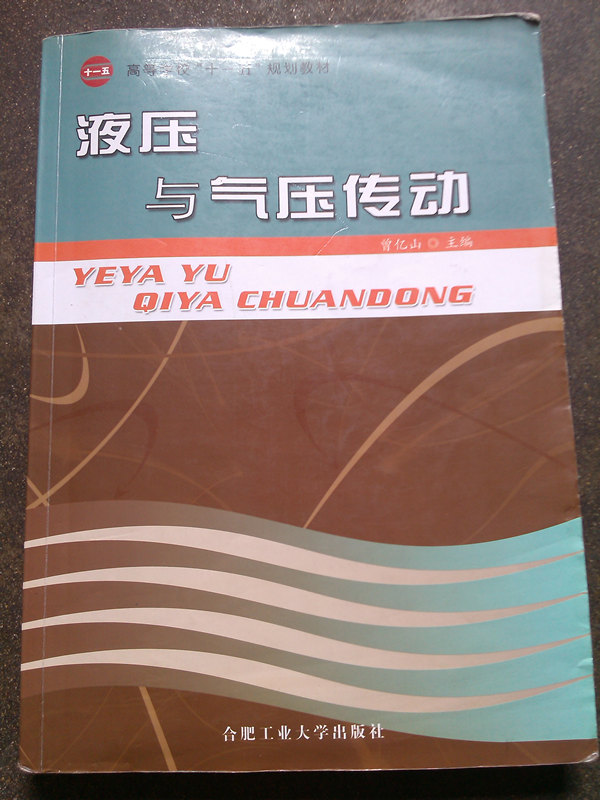 十一五
高等学校"十一五"规划教材
液压
与气压传动
曾亿山◎主编
YEYA YU
QIYA CHUANDONG
合肥工业大学出版社